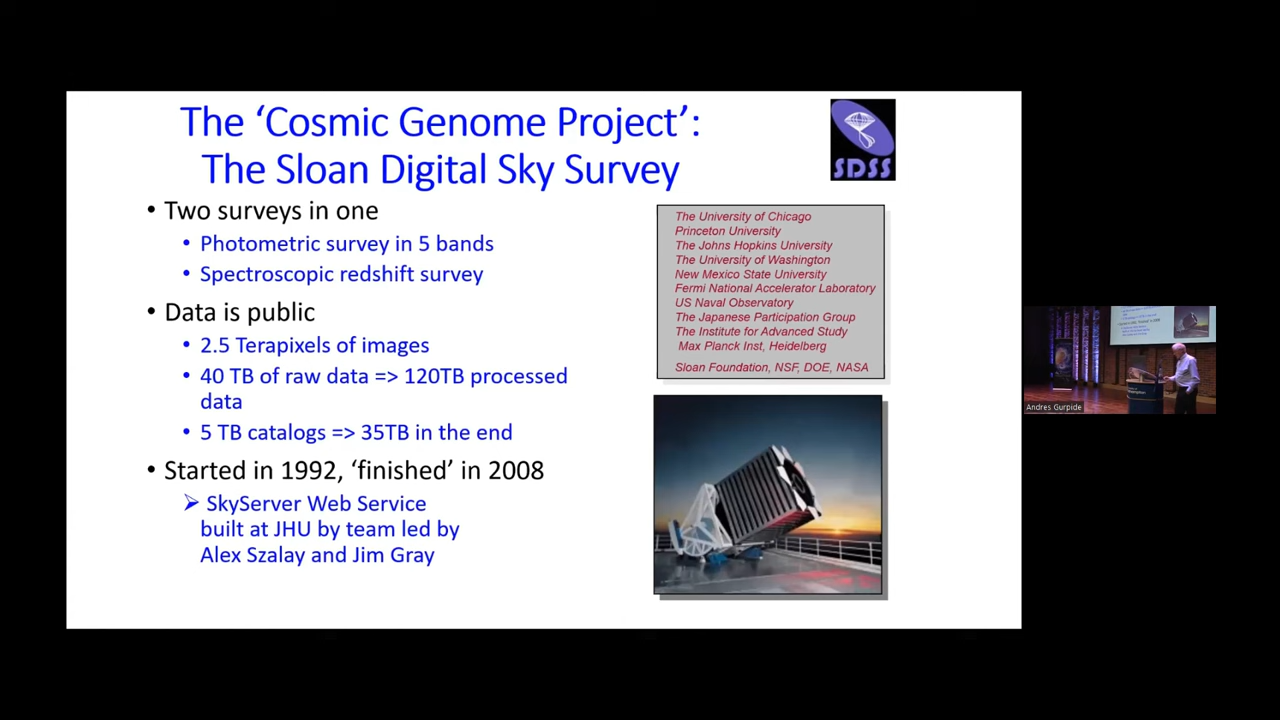 The 'Cosmic Genome Project':
The Sloan Digital Sky Survey
SDSS
• Two surveys in one
• Photometric survey in 5 bands
• Spectroscopic redshift survey
• Data is public
• 2.5 Terapixels of images
• 40 TB of raw data => 120TB processed
data
• 5 TB catalogs => 35TB in the end
• Started in 1992, 'finished' in 2008
➢ SkyServer Web Service
built at JHU by team led by
Alex Szalay and Jim Gray
The University of Chicago
Princeton University
The Johns Hopkins University
The University of Washington
New Mexico State University
Fermi National Accelerator Laboratory
US Naval Observatory
The Japanese Participation Group
The Institute for Advanced Study
Max Planck Inst, Heidelberg
Sloan Foundation, NSF, DOE, NASA
Andres Gurpide